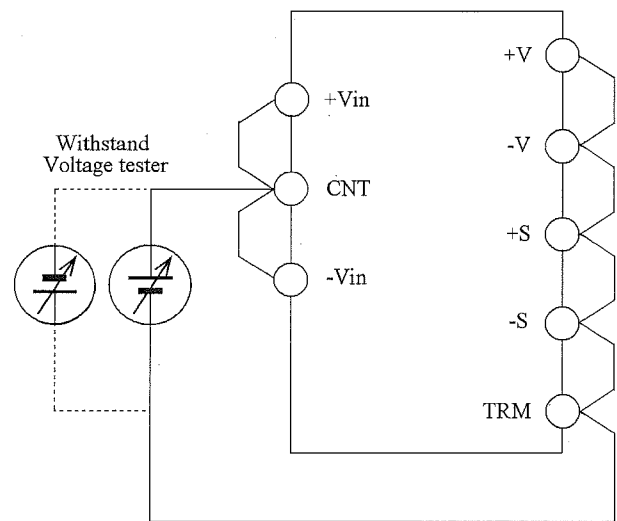 +V
+Vin
Withstand
Voltage tester
-V
CNT
+S
-Vin
-S
TRM